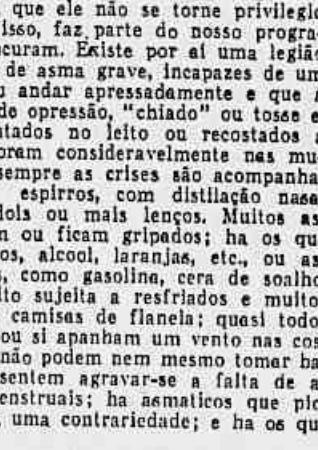 que ele não se torne privilegio
isso, faz parte do nosso progra-
curam. Existe por aí uma legião
de asma grave, incapazes de um
andar apressadamente e que
de opressão, "chiado" ou tosse e
tados no leito ou recostados
oram consideravelmente nas mu
sempre as crises são acompanha
espirros, com distilação nasa
dois ou mais lenços. Muitos as
ou ficam gripados; ha os qu
os, alcool, laranjas, etc., ou as
, como gasolina, cera de soalho
ito sujeita a resfriados e muito
camisas de flanela; quasi todo
ou si apanham um vento nas cos
não podem nem mesmo tomar ba
sentem agravar-se a falta de a
enstruais; ha asmaticos que pio
uma contrariedade; e ha os qu